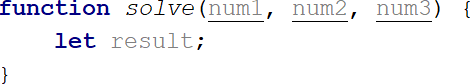 function solve(num1, num2, num3) {
    let result;
}